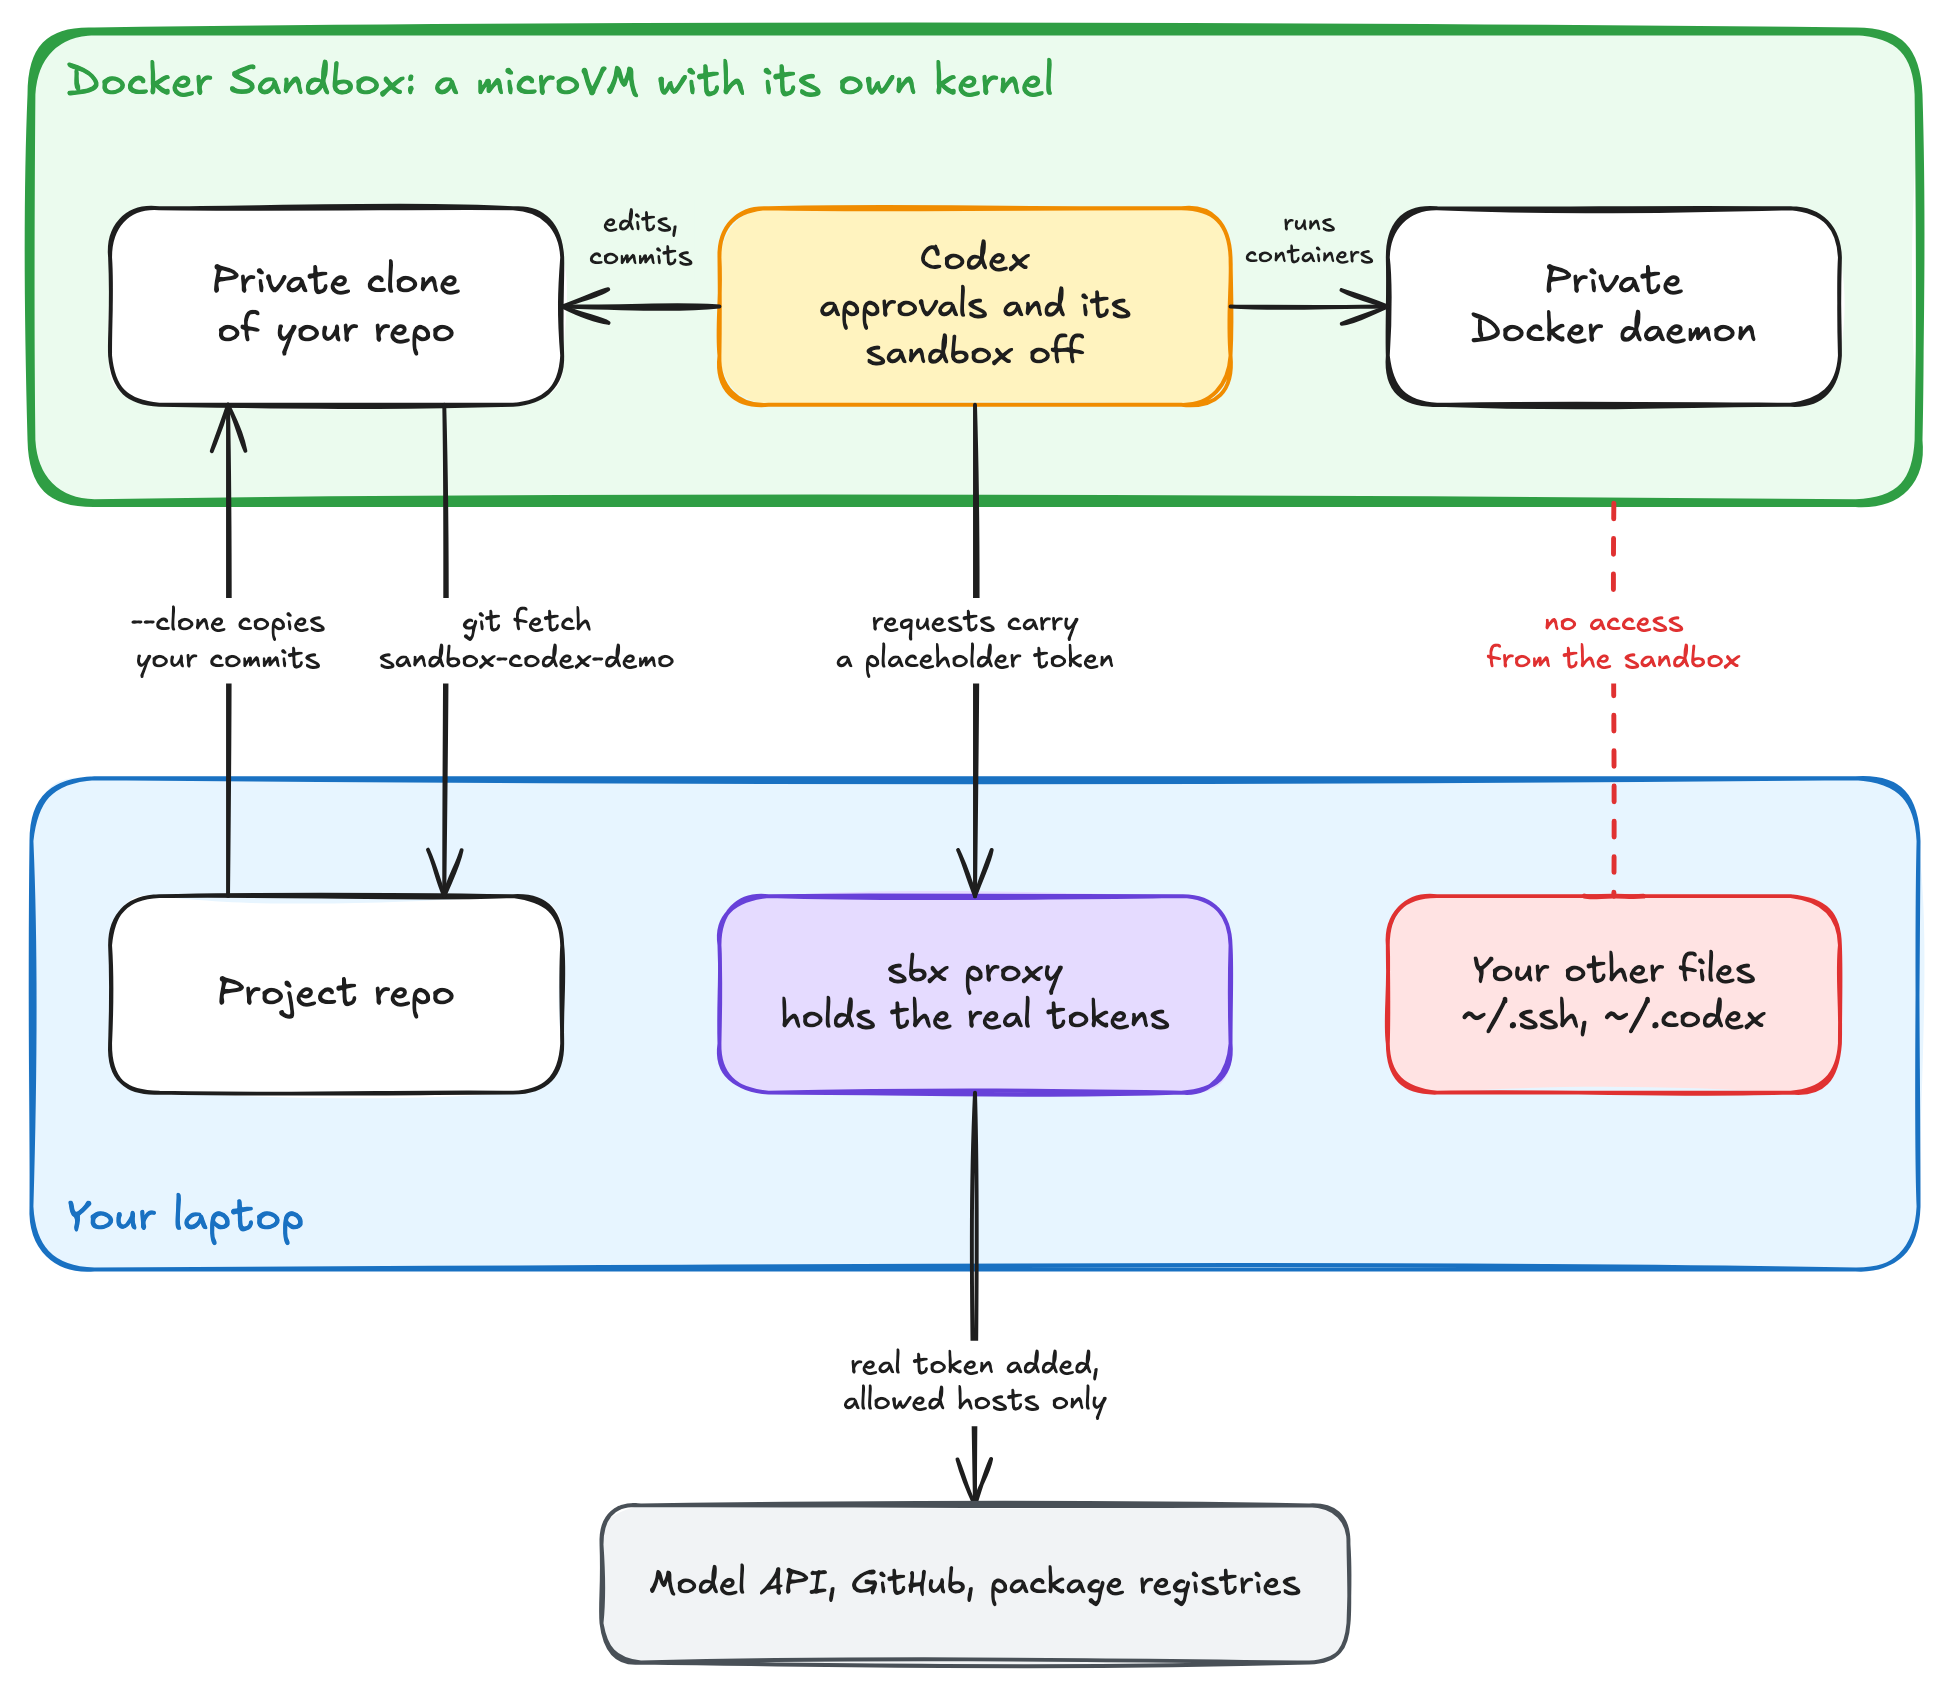 Docker Sandbox: a microVM with its own kernel
Private clone
of your repo
edits,
commits
Codex
approvals and its
sandbox off
runs
containers
Private
Docker daemon
--clone copies
your commits
git fetch
sandbox-codex-demo
requests carry
a placeholder token
no access
from the sandbox
Project repo
sbx proxy
holds the real tokens
Your other files
~/.ssh, ~/.codex
Your laptop
real token added,
allowed hosts only
Model API, GitHub, package registries